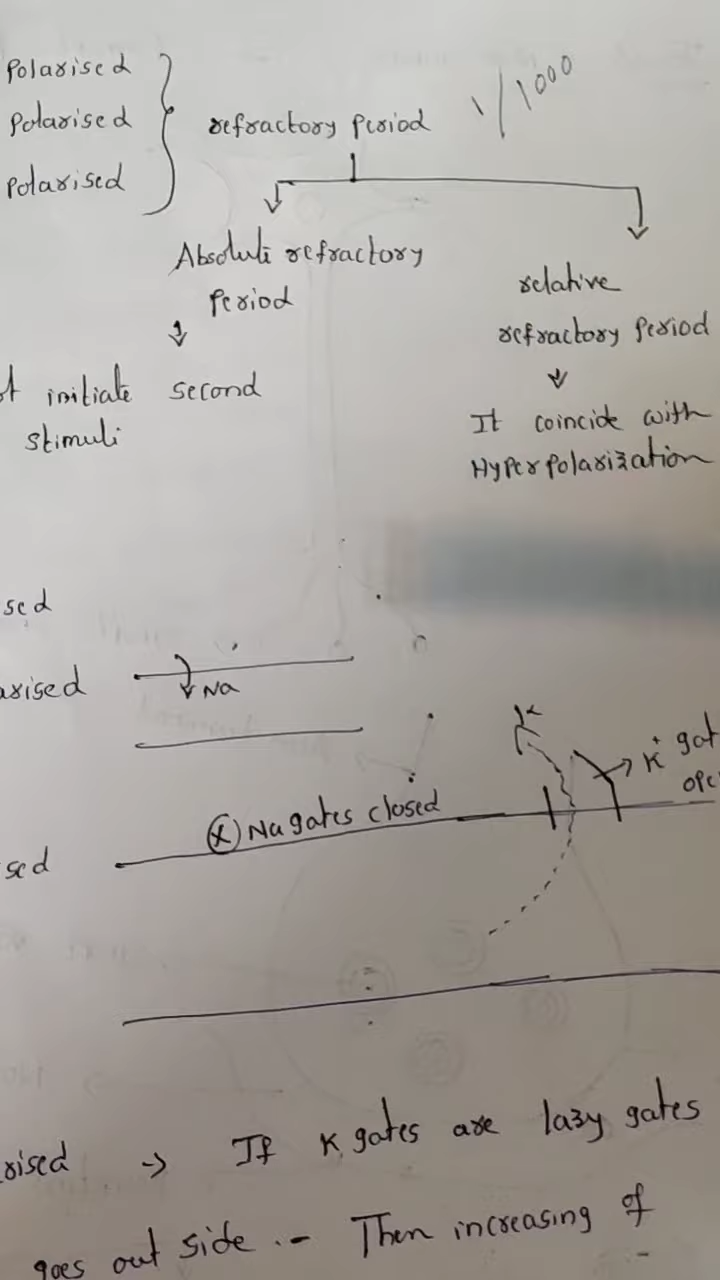 Polarised
Polarised
Polarised
refractory Period 1/1000
Absolute refractory
Period
relative
refractory Period
initiate second
stimuli
It coincide with
Hyperpolarization
sed
arised
Na
K
K+ gat
ope
Na gates closed
sed
rised → If K gates are lazy gates
goes out side .- Then increasing of